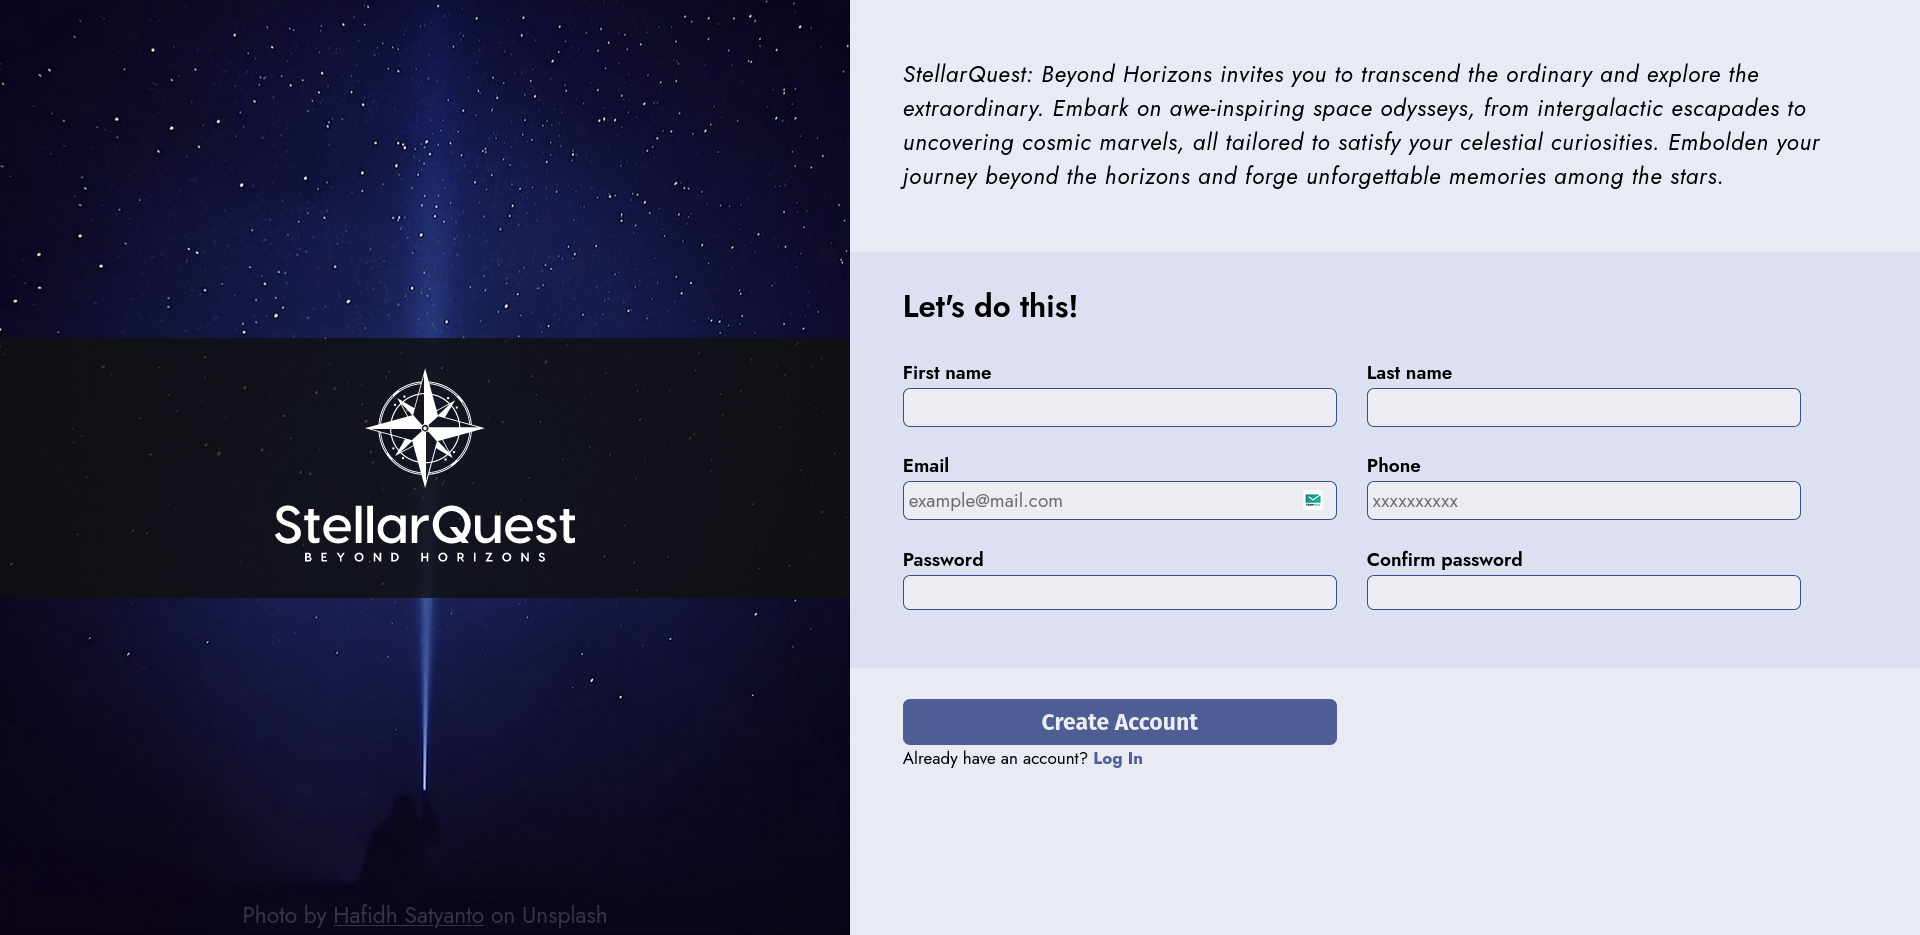 StellarQuest
BEYOND HORIZONS
Photo by Hafidh Satyanto on Unsplash
StellarQuest: Beyond Horizons invites you to transcend the ordinary and explore the
extraordinary. Embark on awe-inspiring space odysseys, from intergalactic escapades to
uncovering cosmic marvels, all tailored to satisfy your celestial curiosities. Embolden your
journey beyond the horizons and forge unforgettable memories among the stars.
Let's do this!
First name
Last name
Email
Phone
example@mail.com
xxxxxxxxxx
Password
Confirm password
Create Account
Already have an account? Log In